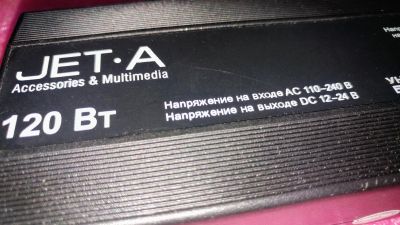 JET·A
Accessories & Multimedia
120 Вт
Напряжение на входе AC 110–240 В
Напряжение на выходе DC 12–24 В